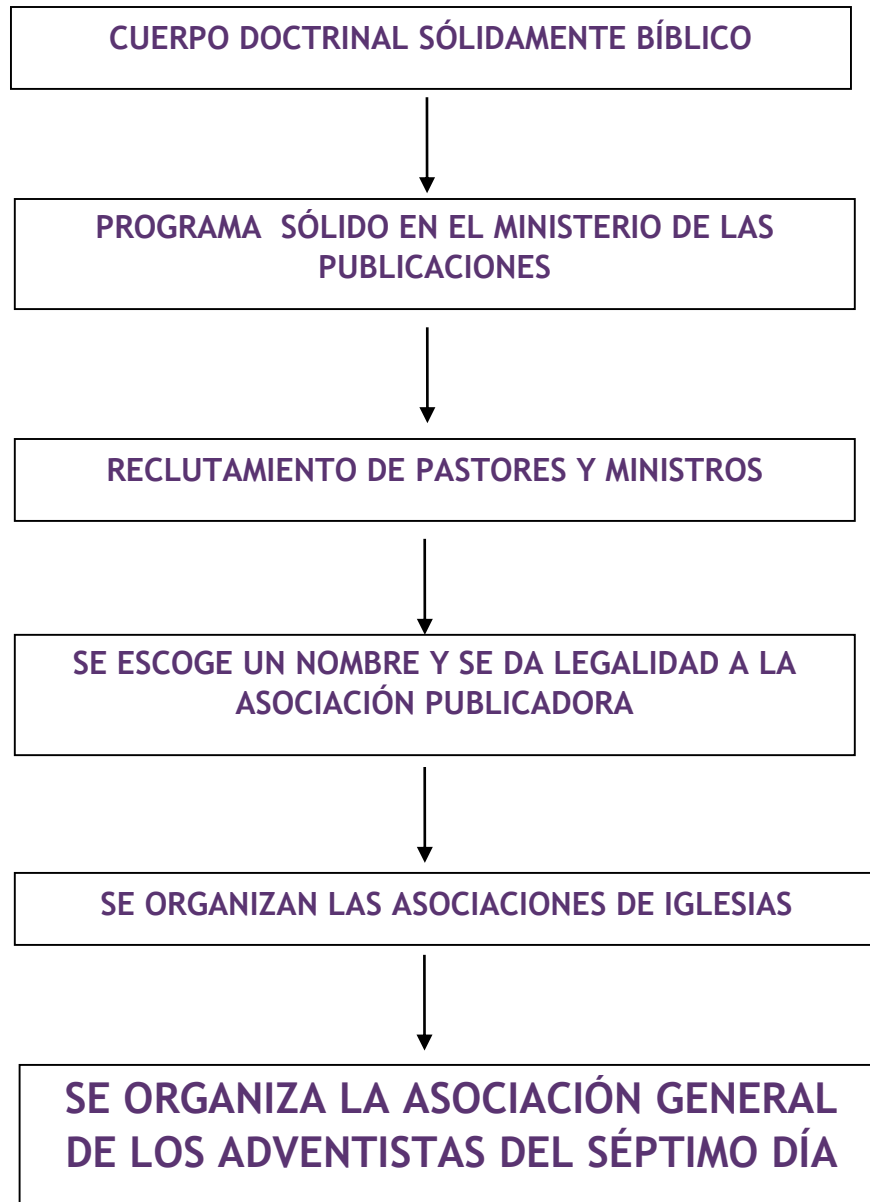 CUERPO DOCTRINAL SÓLIDAMENTE BÍBLICO
PROGRAMA SÓLIDO EN EL MINISTERIO DE LAS
PUBLICACIONES
RECLUTAMIENTO DE PASTORES Y MINISTROS
SE ESCOGE UN NOMBRE Y SE DA LEGALIDAD A LA
ASOCIACIÓN PUBLICADORA
SE ORGANIZAN LAS ASOCIACIONES DE IGLESIAS
SE ORGANIZA LA ASOCIACIÓN GENERAL
DE LOS ADVENTISTAS DEL SÉPTIMO DÍA